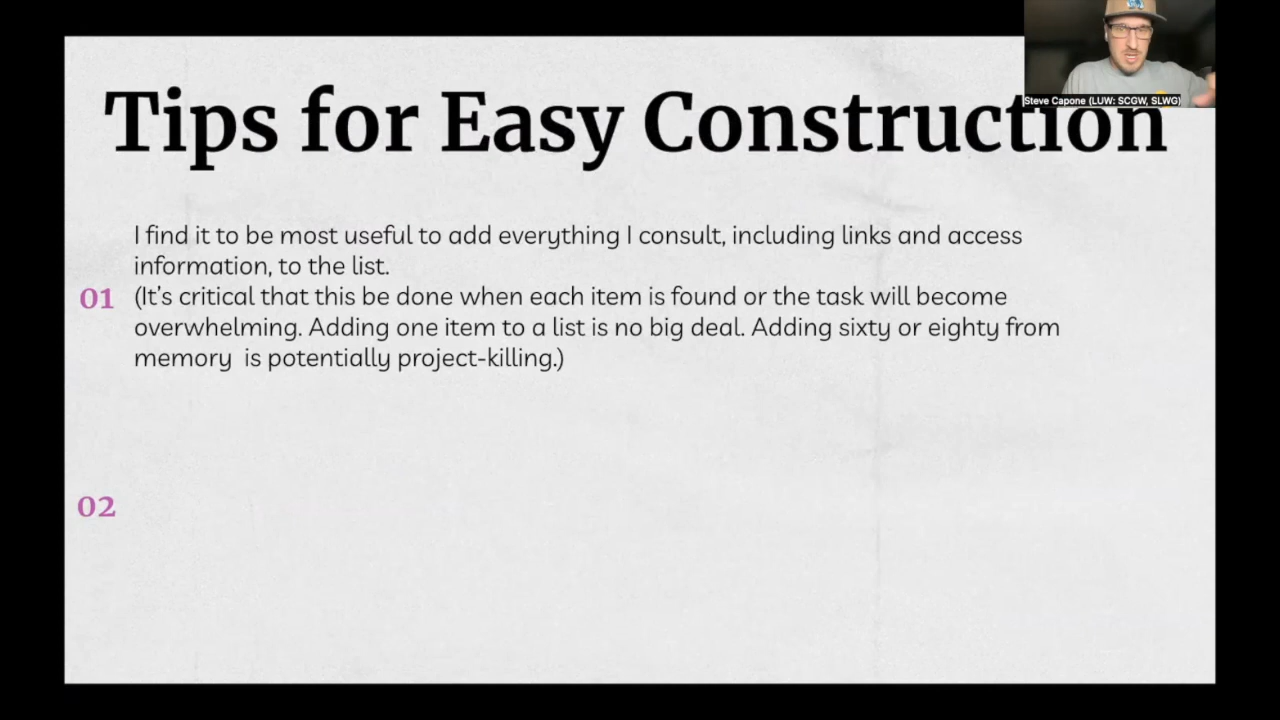 Tips for Easy Construction
Steve Capone (LUW: SCGW, SLWG)
I find it to be most useful to add everything I consult, including links and access
information, to the list.
01 (It's critical that this be done when each item is found or the task will become
overwhelming. Adding one item to a list is no big deal. Adding sixty or eighty from
memory  is potentially project-killing.)
02